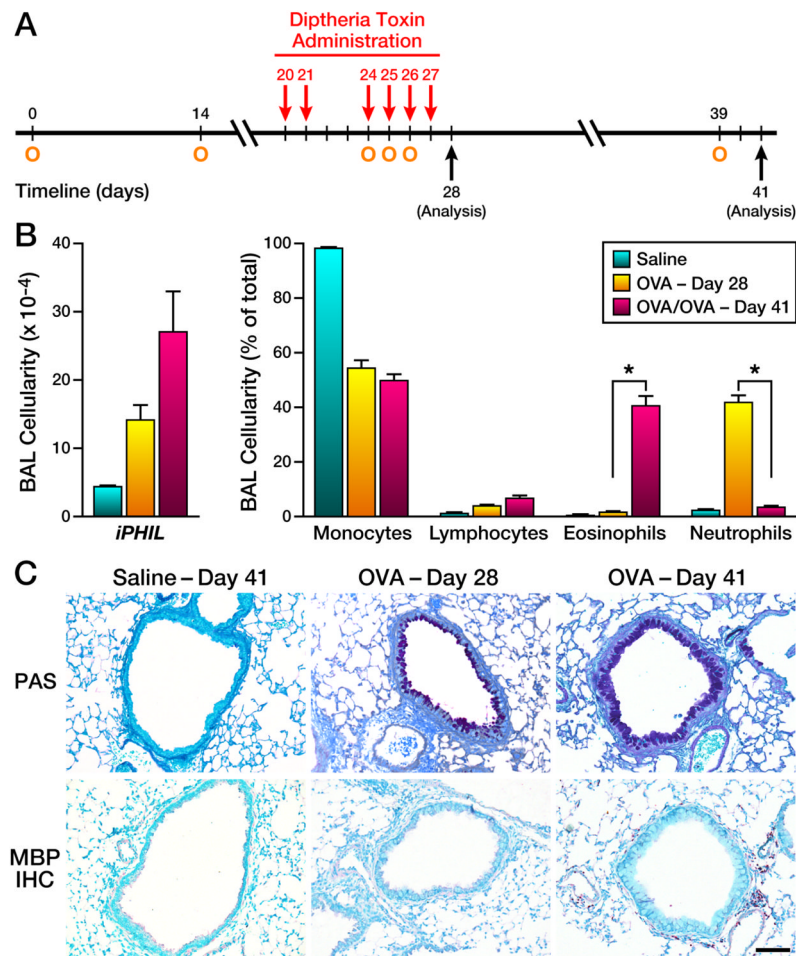 A
Diptheria Toxin
Administration
20 21 24 25 26 27
0 14 39
O O O O O O
Timeline (days)
28
(Analysis)
41
(Analysis)
B
BAL Cellularity (x 10-4)
40
30
20
10
0
iPHIL
BAL Cellularity (% of total)
100
80
60
40
20
0
Monocytes Lymphocytes Eosinophils Neutrophils
* *
Saline
OVA – Day 28
OVA/OVA – Day 41
C
Saline – Day 41 OVA – Day 28 OVA – Day 41
PAS
MBP
IHC